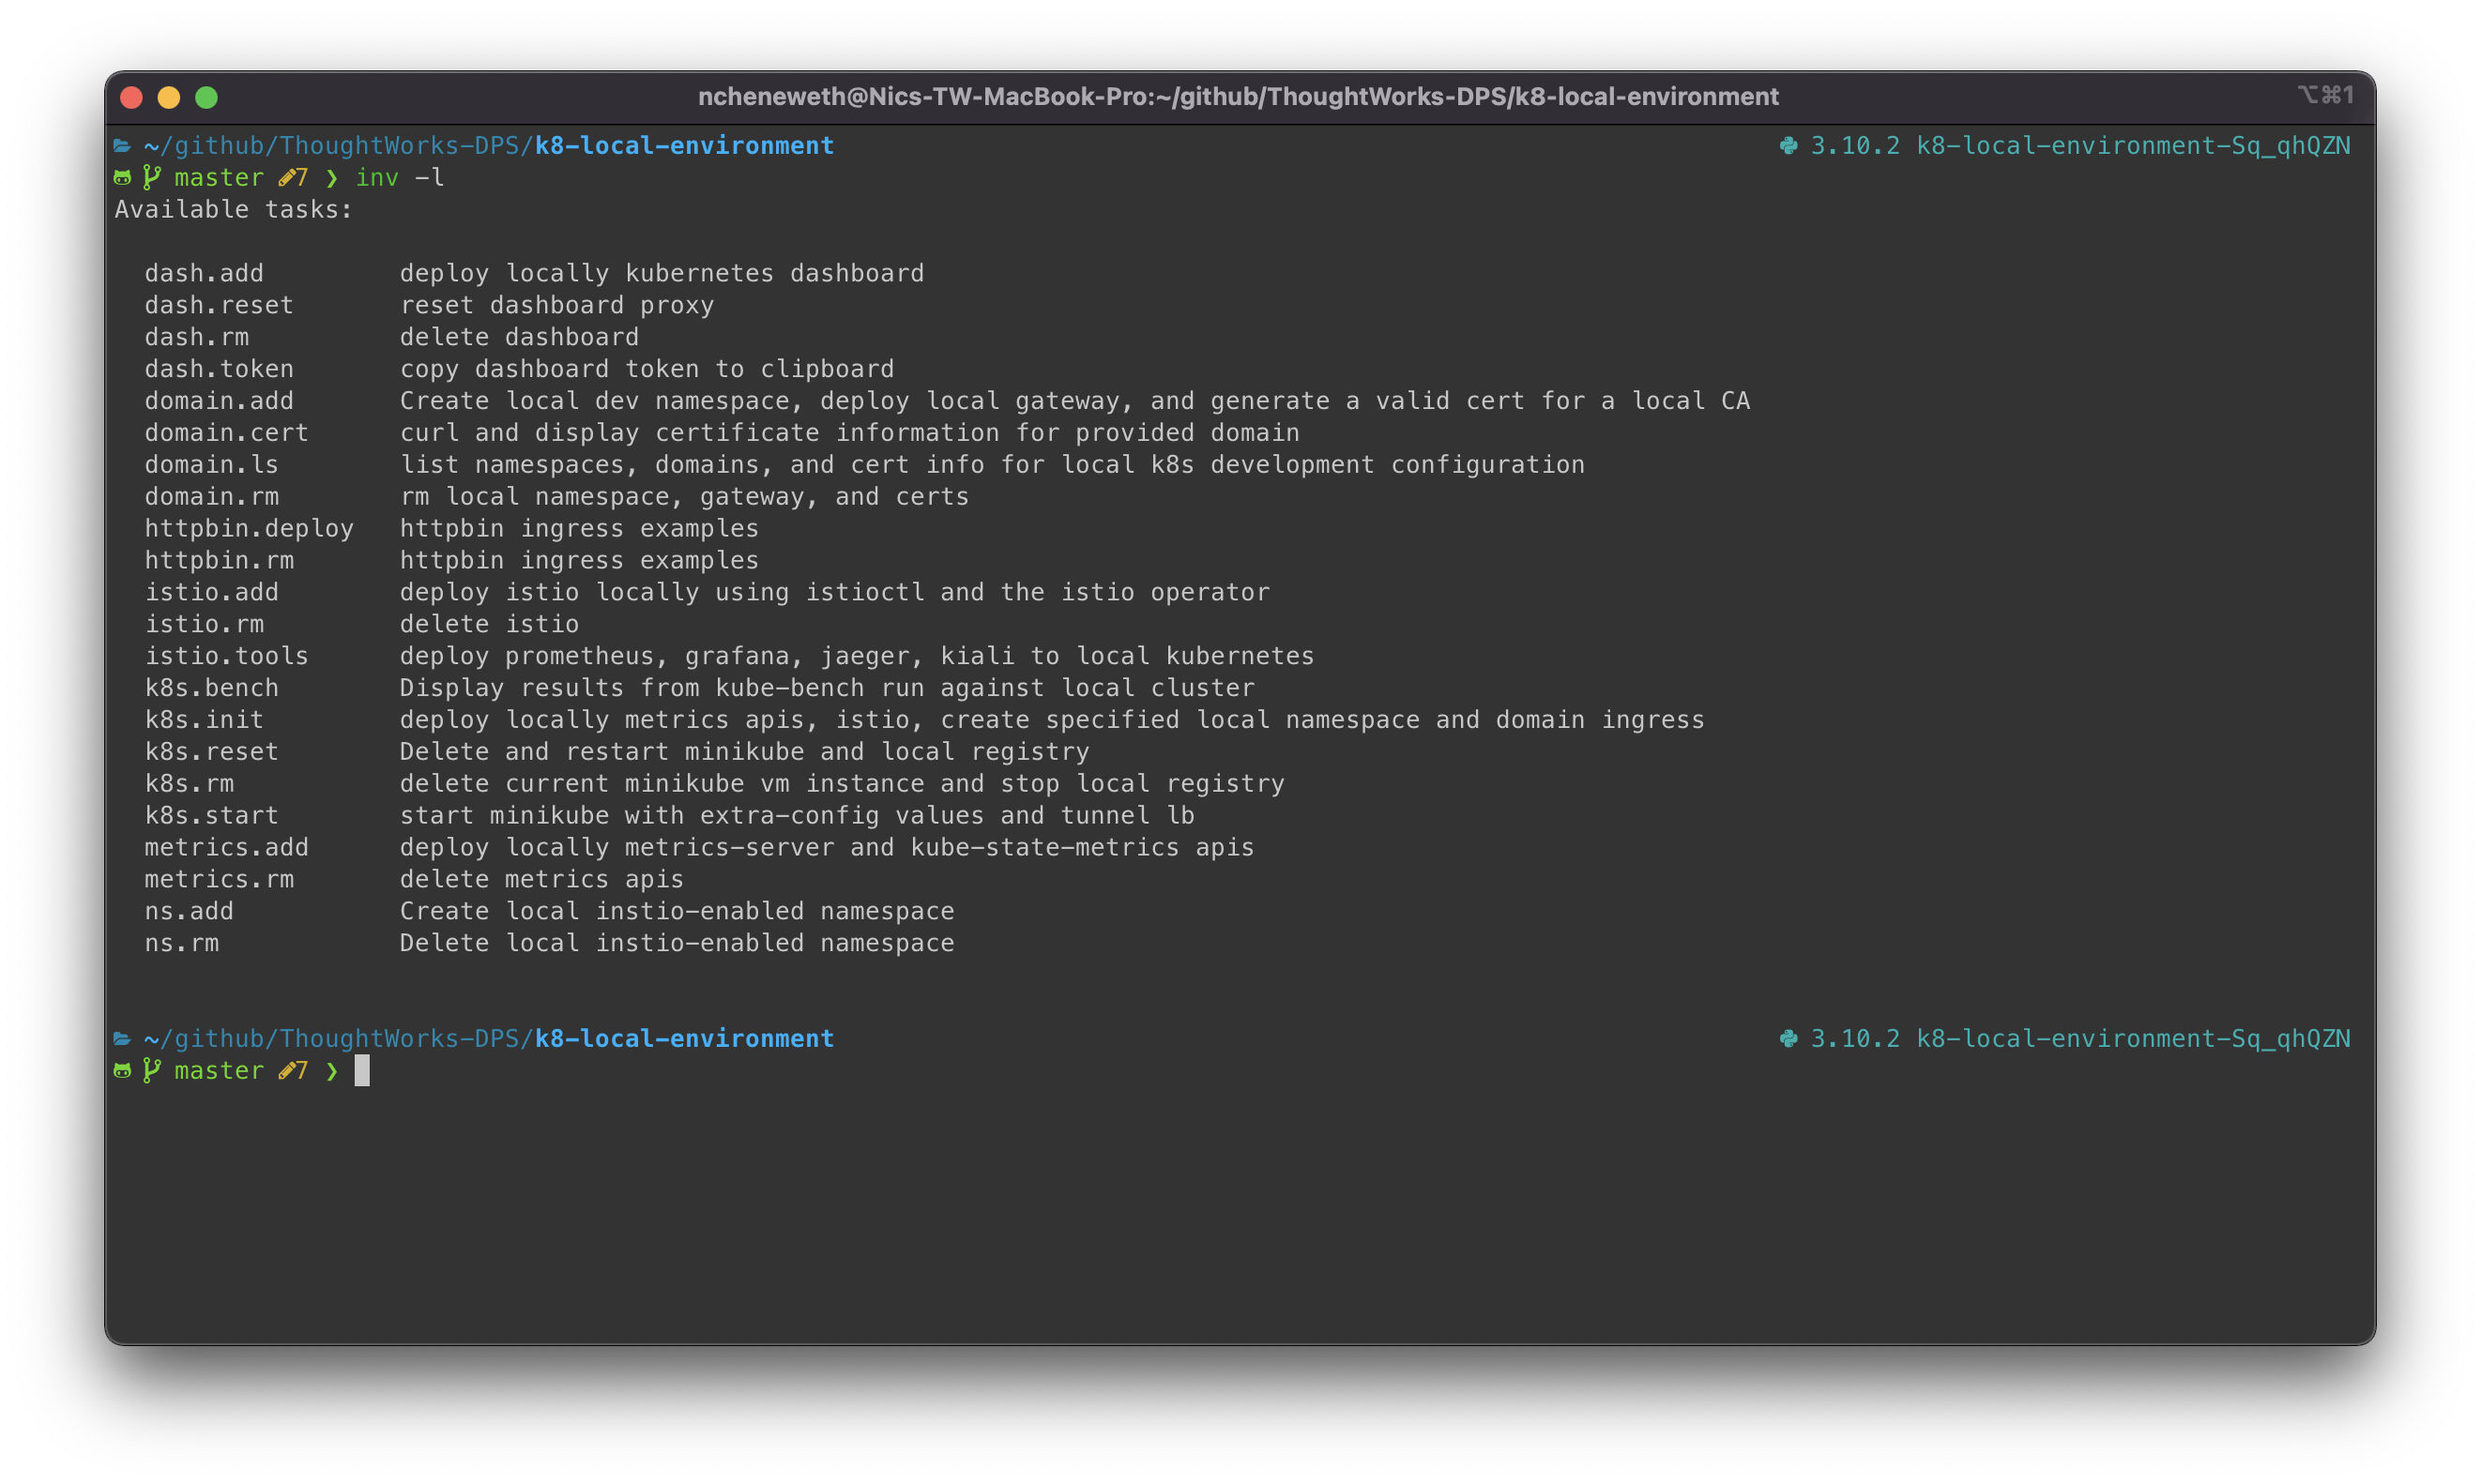 ncheneweth@Nics-TW-MacBook-Pro:~/github/ThoughtWorks-DPS/k8-local-environment ⌥⌘1
~/github/ThoughtWorks-DPS/k8-local-environment 3.10.2 k8-local-environment-Sq_qhQZN
master 7 ❯ inv -l
Available tasks:
dash.add deploy locally kubernetes dashboard
dash.reset reset dashboard proxy
dash.rm delete dashboard
dash.token copy dashboard token to clipboard
domain.add Create local dev namespace, deploy local gateway, and generate a valid cert for a local CA
domain.cert curl and display certificate information for provided domain
domain.ls list namespaces, domains, and cert info for local k8s development configuration
domain.rm rm local namespace, gateway, and certs
httpbin.deploy httpbin ingress examples
httpbin.rm httpbin ingress examples
istio.add deploy istio locally using istioctl and the istio operator
istio.rm delete istio
istio.tools deploy prometheus, grafana, jaeger, kiali to local kubernetes
k8s.bench Display results from kube-bench run against local cluster
k8s.init deploy locally metrics apis, istio, create specified local namespace and domain ingress
k8s.reset Delete and restart minikube and local registry
k8s.rm delete current minikube vm instance and stop local registry
k8s.start start minikube with extra-config values and tunnel lb
metrics.add deploy locally metrics-server and kube-state-metrics apis
metrics.rm delete metrics apis
ns.add Create local instio-enabled namespace
ns.rm Delete local instio-enabled namespace
~/github/ThoughtWorks-DPS/k8-local-environment 3.10.2 k8-local-environment-Sq_qhQZN
master 7 ❯